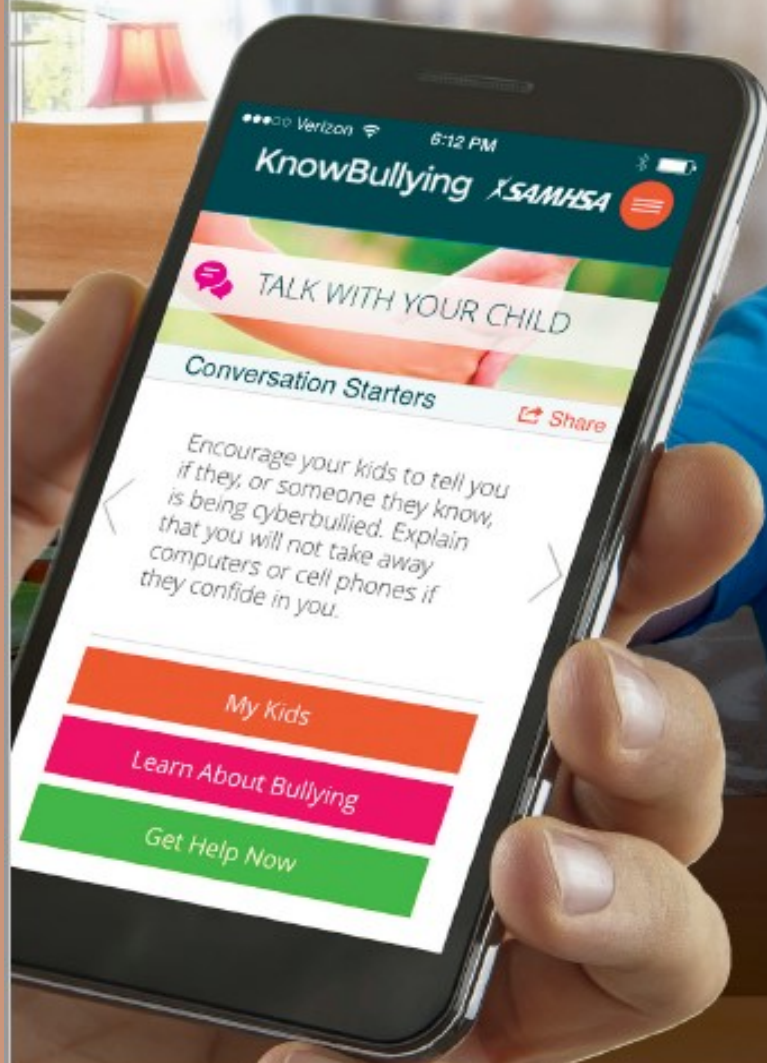 Verizon 6:12 PM
KnowBullying SAMHSA
TALK WITH YOUR CHILD
Conversation Starters Share
Encourage your kids to tell you
if they, or someone they know,
is being cyberbullied. Explain
that you will not take away
computers or cell phones if
they confide in you.
My Kids
Learn About Bullying
Get Help Now